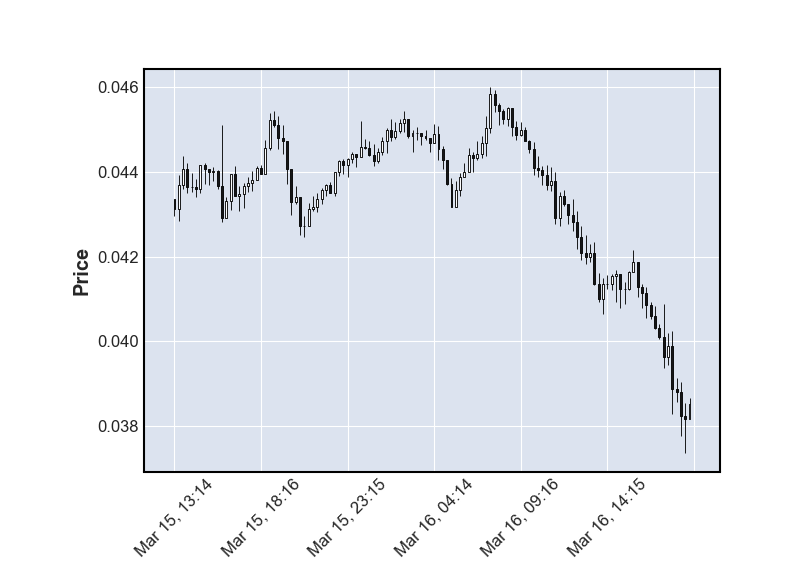 0.046
0.044
0.042
0.040
0.038
Price
Mar 15, 13:14
Mar 15, 18:16
Mar 15, 23:15
Mar 16, 04:14
Mar 16, 09:16
Mar 16, 14:15